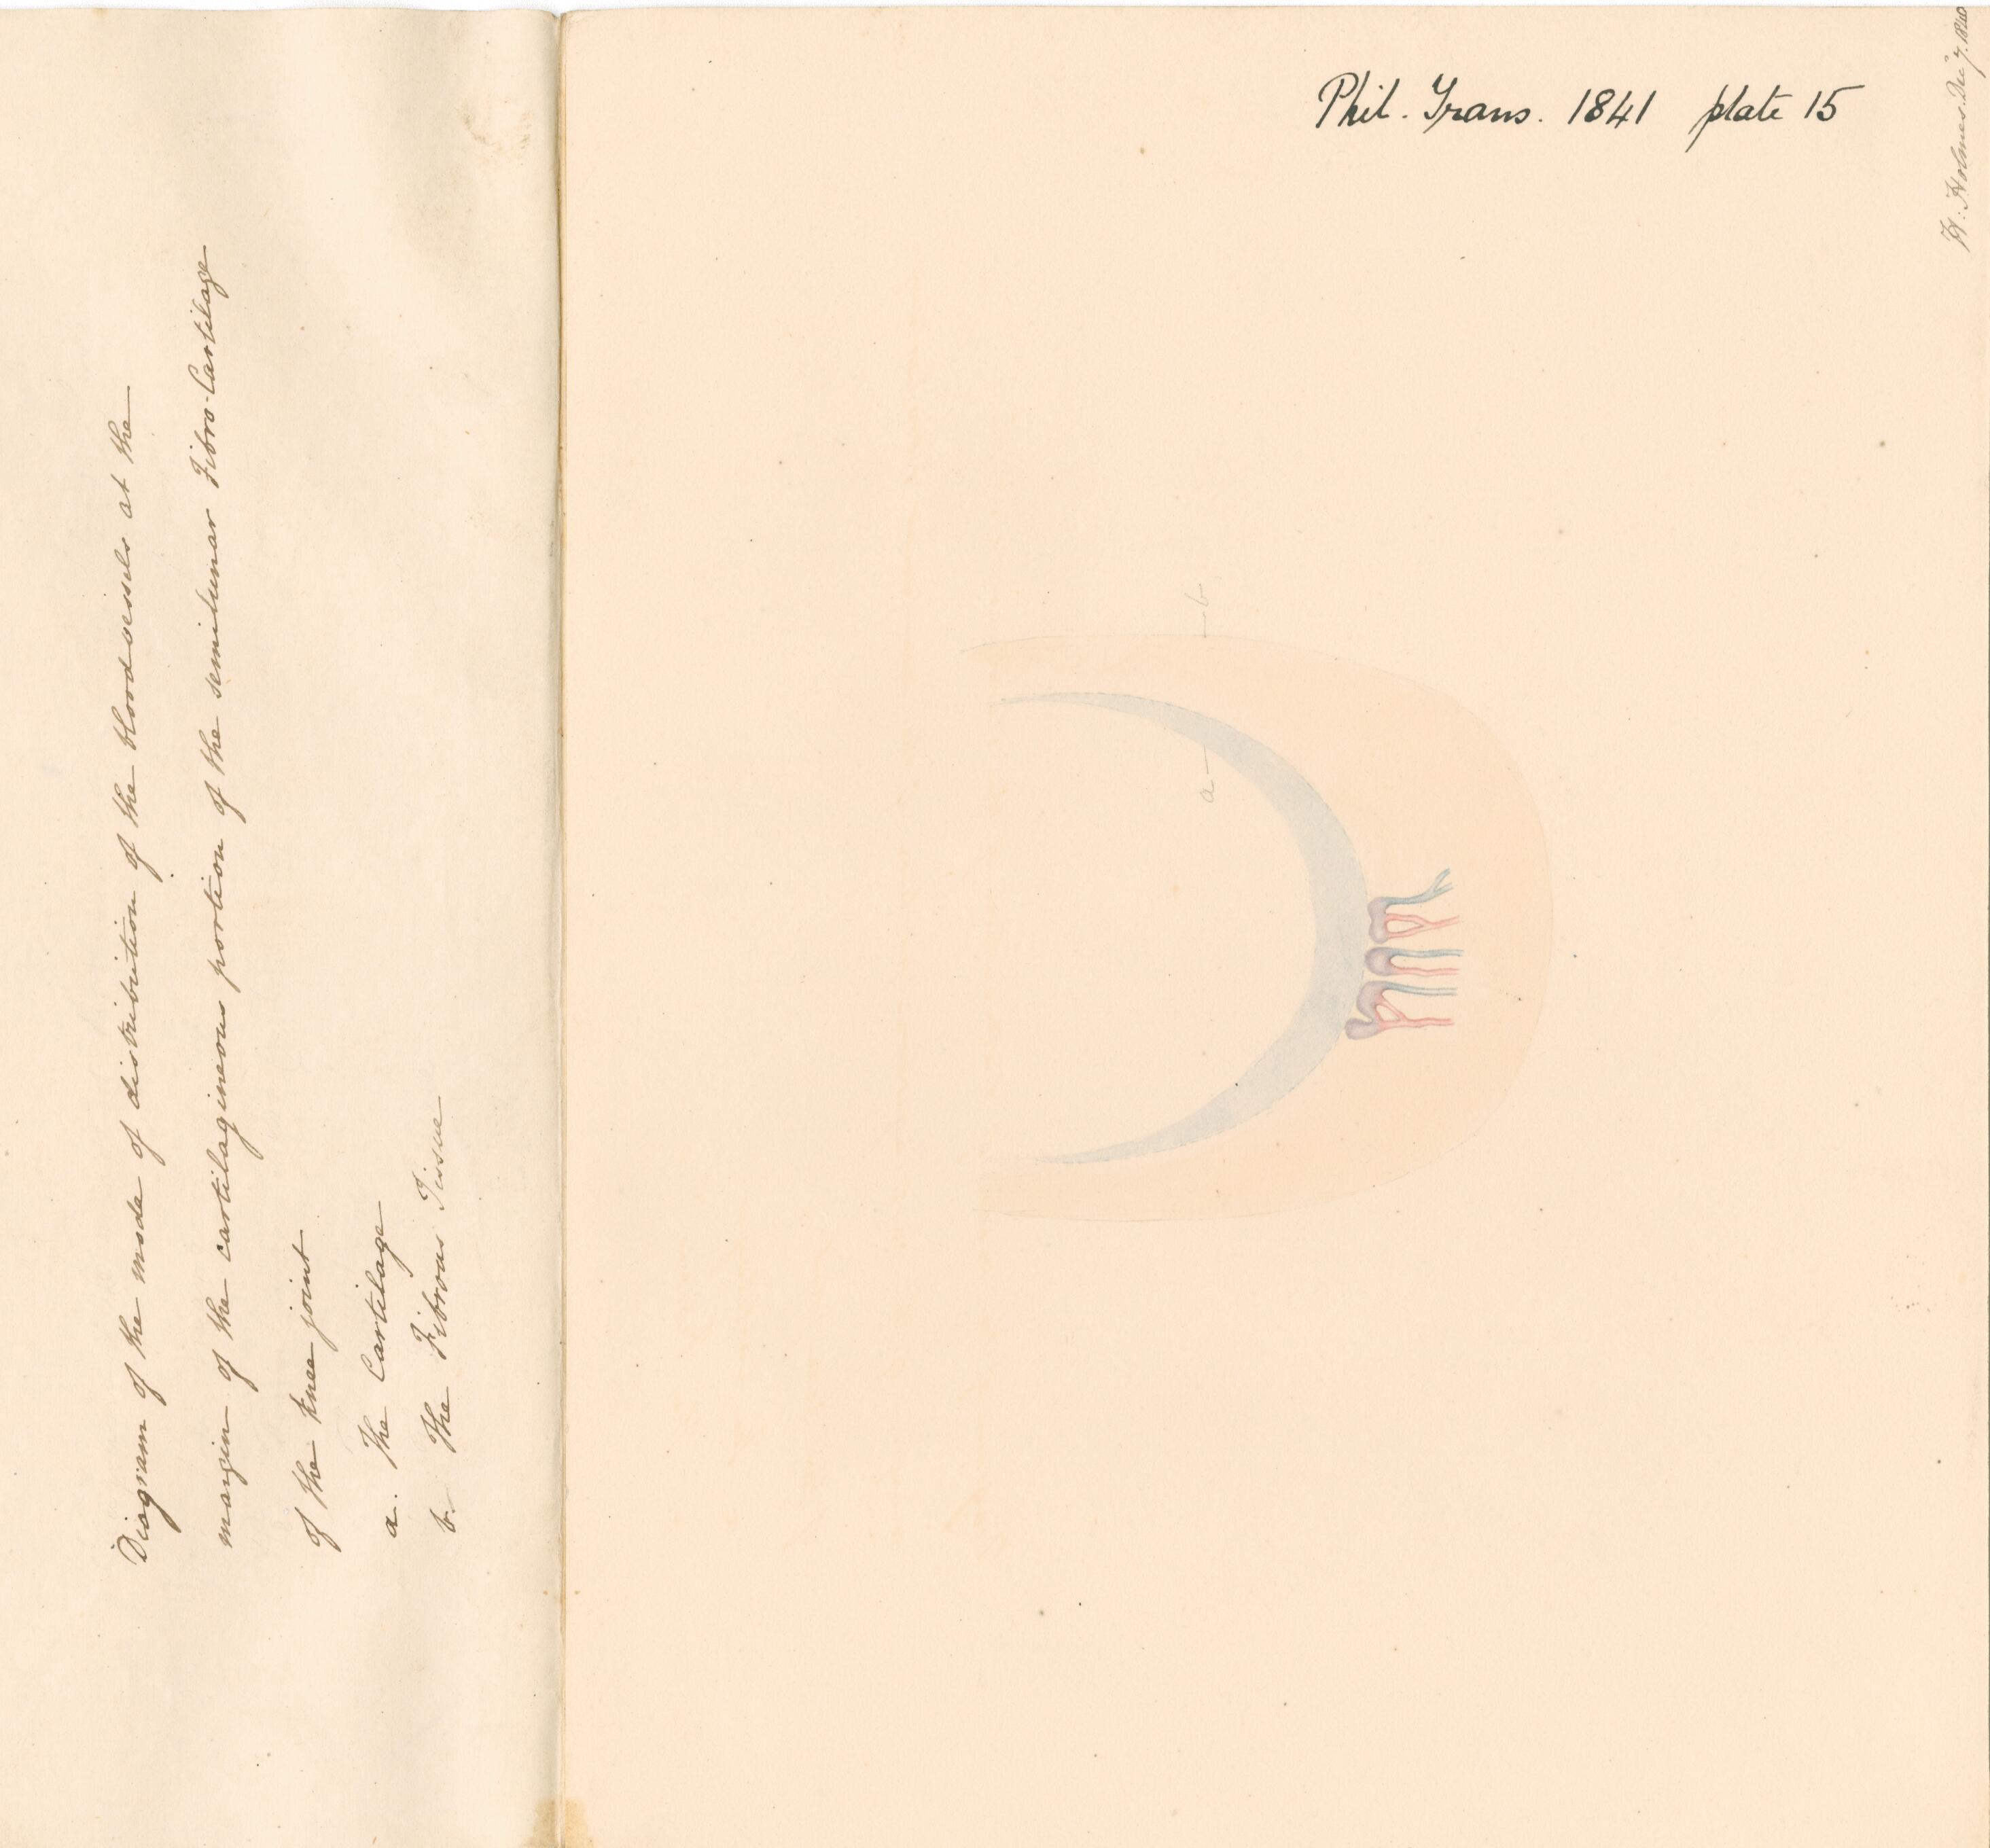 Phil. Trans. 1841 plate 15
H. Holmes Dec 7. 1840
Diagram of the mode of distribution of the bloodvessels at the
margin of the cartilagineous portion of the semilunar Fibro-Cartilage
of the knee joint
a. The Cartilage
b. The Fibrous Tissue
b
a